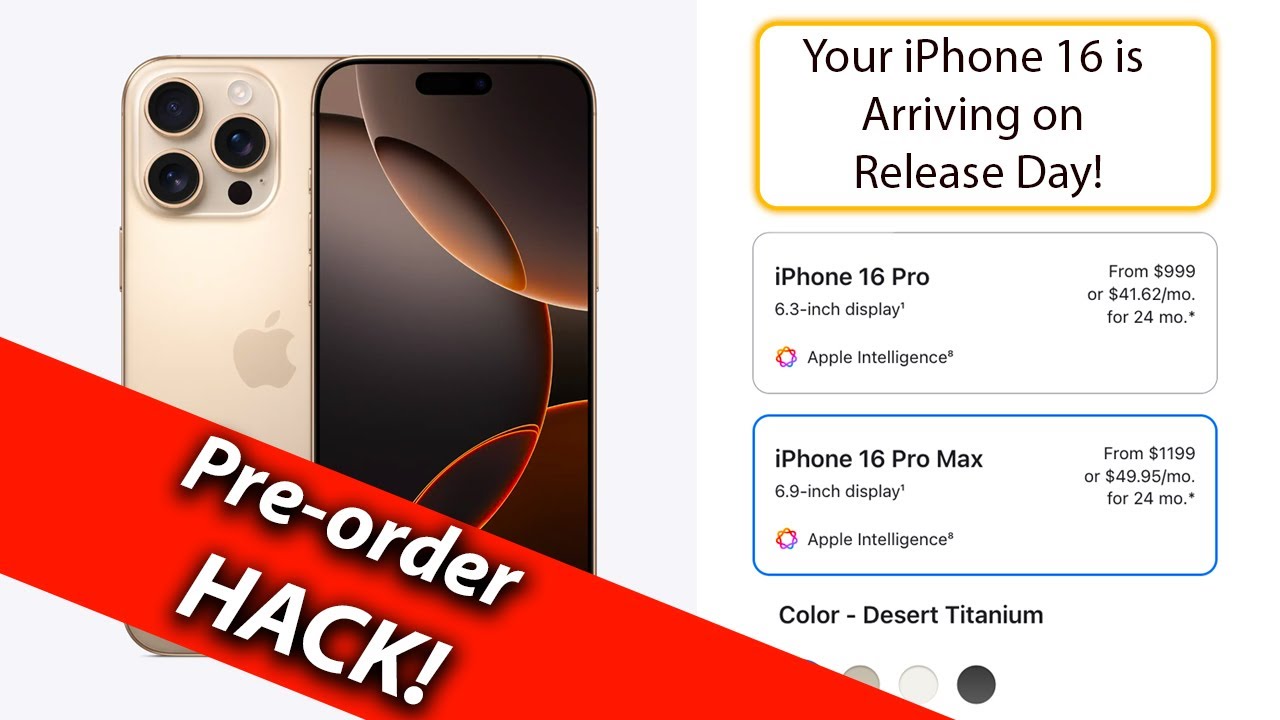 Your iPhone 16 is
Arriving on
Release Day!
iPhone 16 Pro
6.3-inch display¹
From $999
or $41.62/mo.
for 24 mo.*
Apple Intelligence⁸
iPhone 16 Pro Max
6.9-inch display¹
From $1199
or $49.95/mo.
for 24 mo.*
Apple Intelligence⁸
Color - Desert Titanium
Pre-order
HACK!